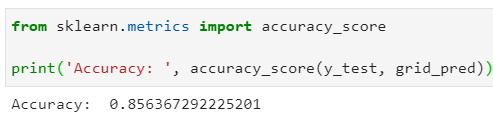 from sklearn.metrics import accuracy_score
print('Accuracy: ', accuracy_score(y_test, grid_pred))
Accuracy:  0.856367292225201